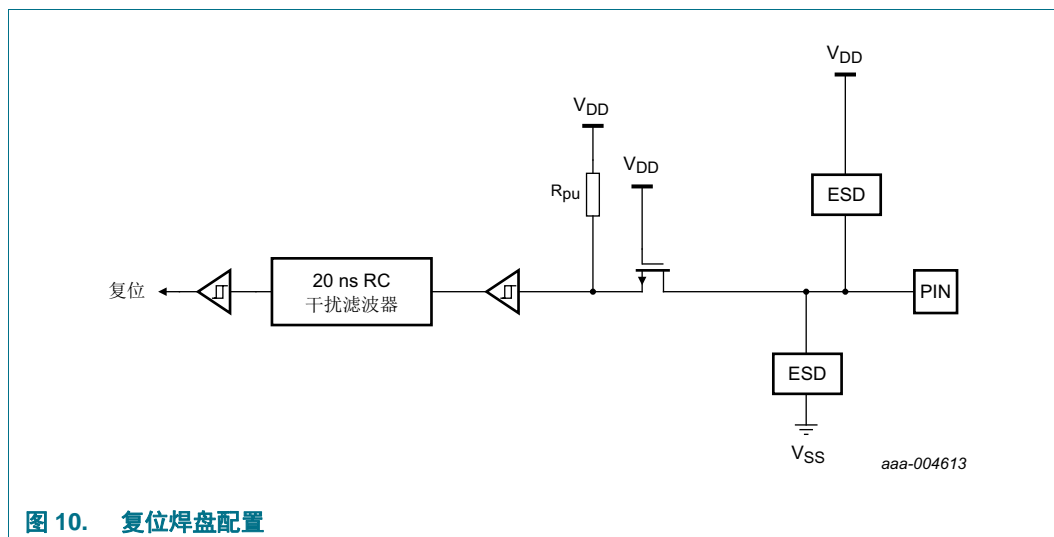 VDD
VDD
VDD
Rpu
ESD
复位
20 ns RC
干扰滤波器
PIN
ESD
VSS
aaa-004613
图 10. 复位焊盘配置